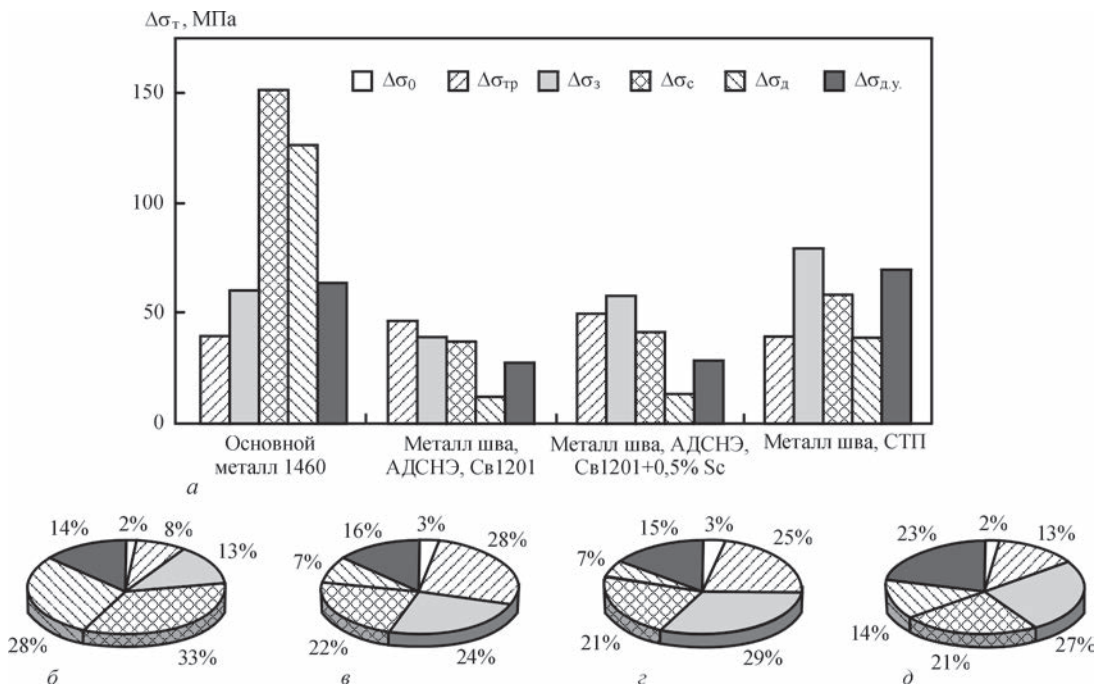 Δσт, МПа
Δσ0 Δστр Δσз Δσс Δσд Δσд.у.
150
100
50
0
Основной
металл 1460
Металл шва,
АДСНЭ, Св1201
Металл шва, АДСНЭ,
Св1201+0,5% Sc
Металл шва, СТП
а
14% 2% 8% 13% 33% 28%
б
16% 3% 28% 24% 22% 7%
в
15% 3% 25% 29% 21% 7%
г
23% 2% 13% 27% 21% 14%
д